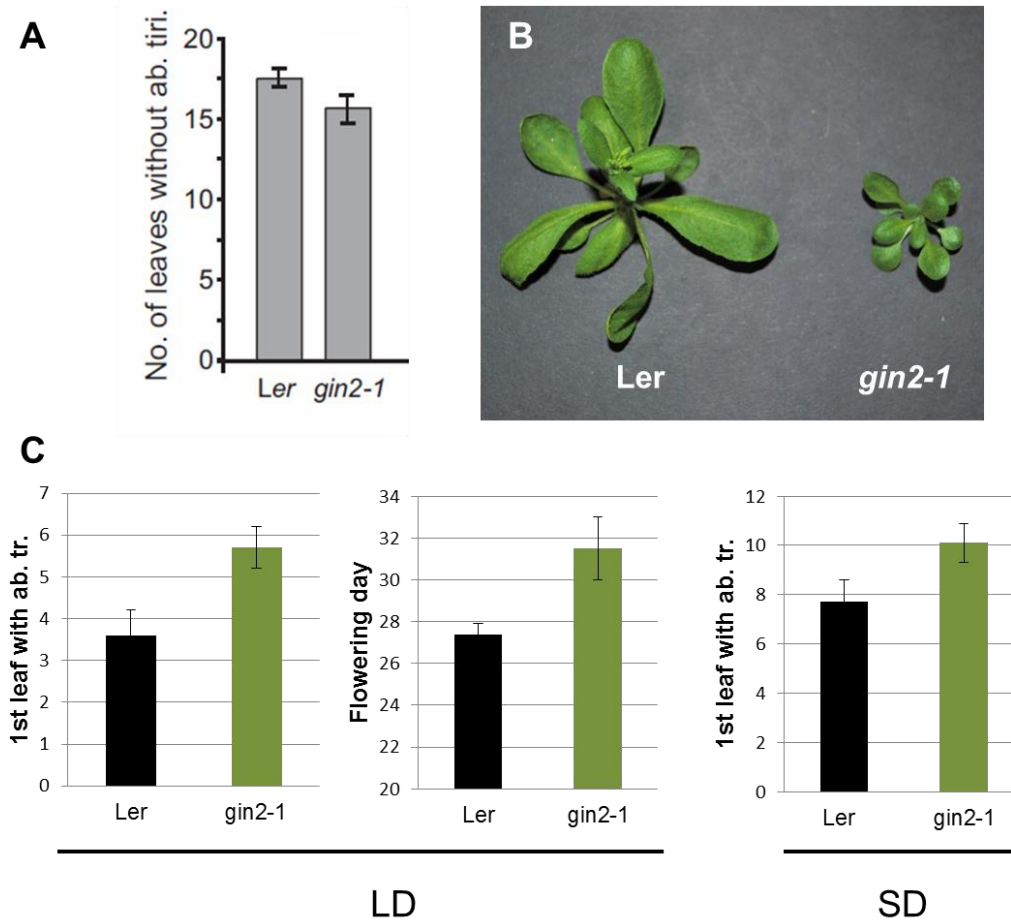 A
No. of leaves without ab. tiri.
20
15
10
15
0
Ler gin2-1
B
Ler
gin2-1
C
1st leaf with ab. tr.
7
6
5
4
3
2
1
0
Ler gin2-1
Flowering day
34
32
30
28
26
24
22
20
Ler gin2-1
LD
1st leaf with ab. tr.
12
10
8
6
4
2
0
Ler gin2-1
SD